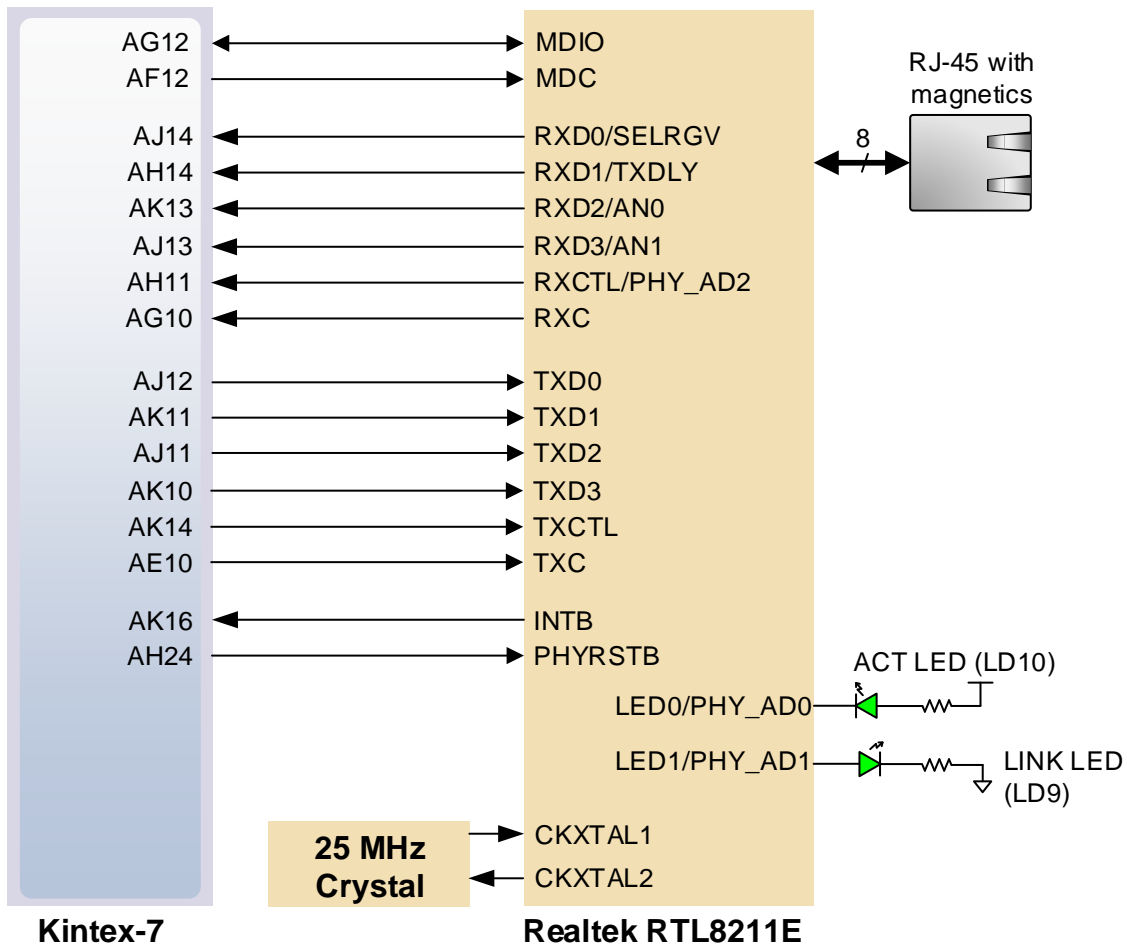 AG12 MDIO
AF12 MDC
RJ-45 with
magnetics
AJ14 RXD0/SELRGV
8
AH14 RXD1/TXDLY
AK13 RXD2/AN0
AJ13 RXD3/AN1
AH11 RXCTL/PHY_AD2
AG10 RXC
AJ12 TXD0
AK11 TXD1
AJ11 TXD2
AK10 TXD3
AK14 TXCTL
AE10 TXC
AK16 INTB
AH24 PHYRSTB
ACT LED (LD10)
LED0/PHY_AD0
LED1/PHY_AD1
LINK LED
(LD9)
25 MHz
Crystal
CKXTAL1
CKXTAL2
Kintex-7
Realtek RTL8211E